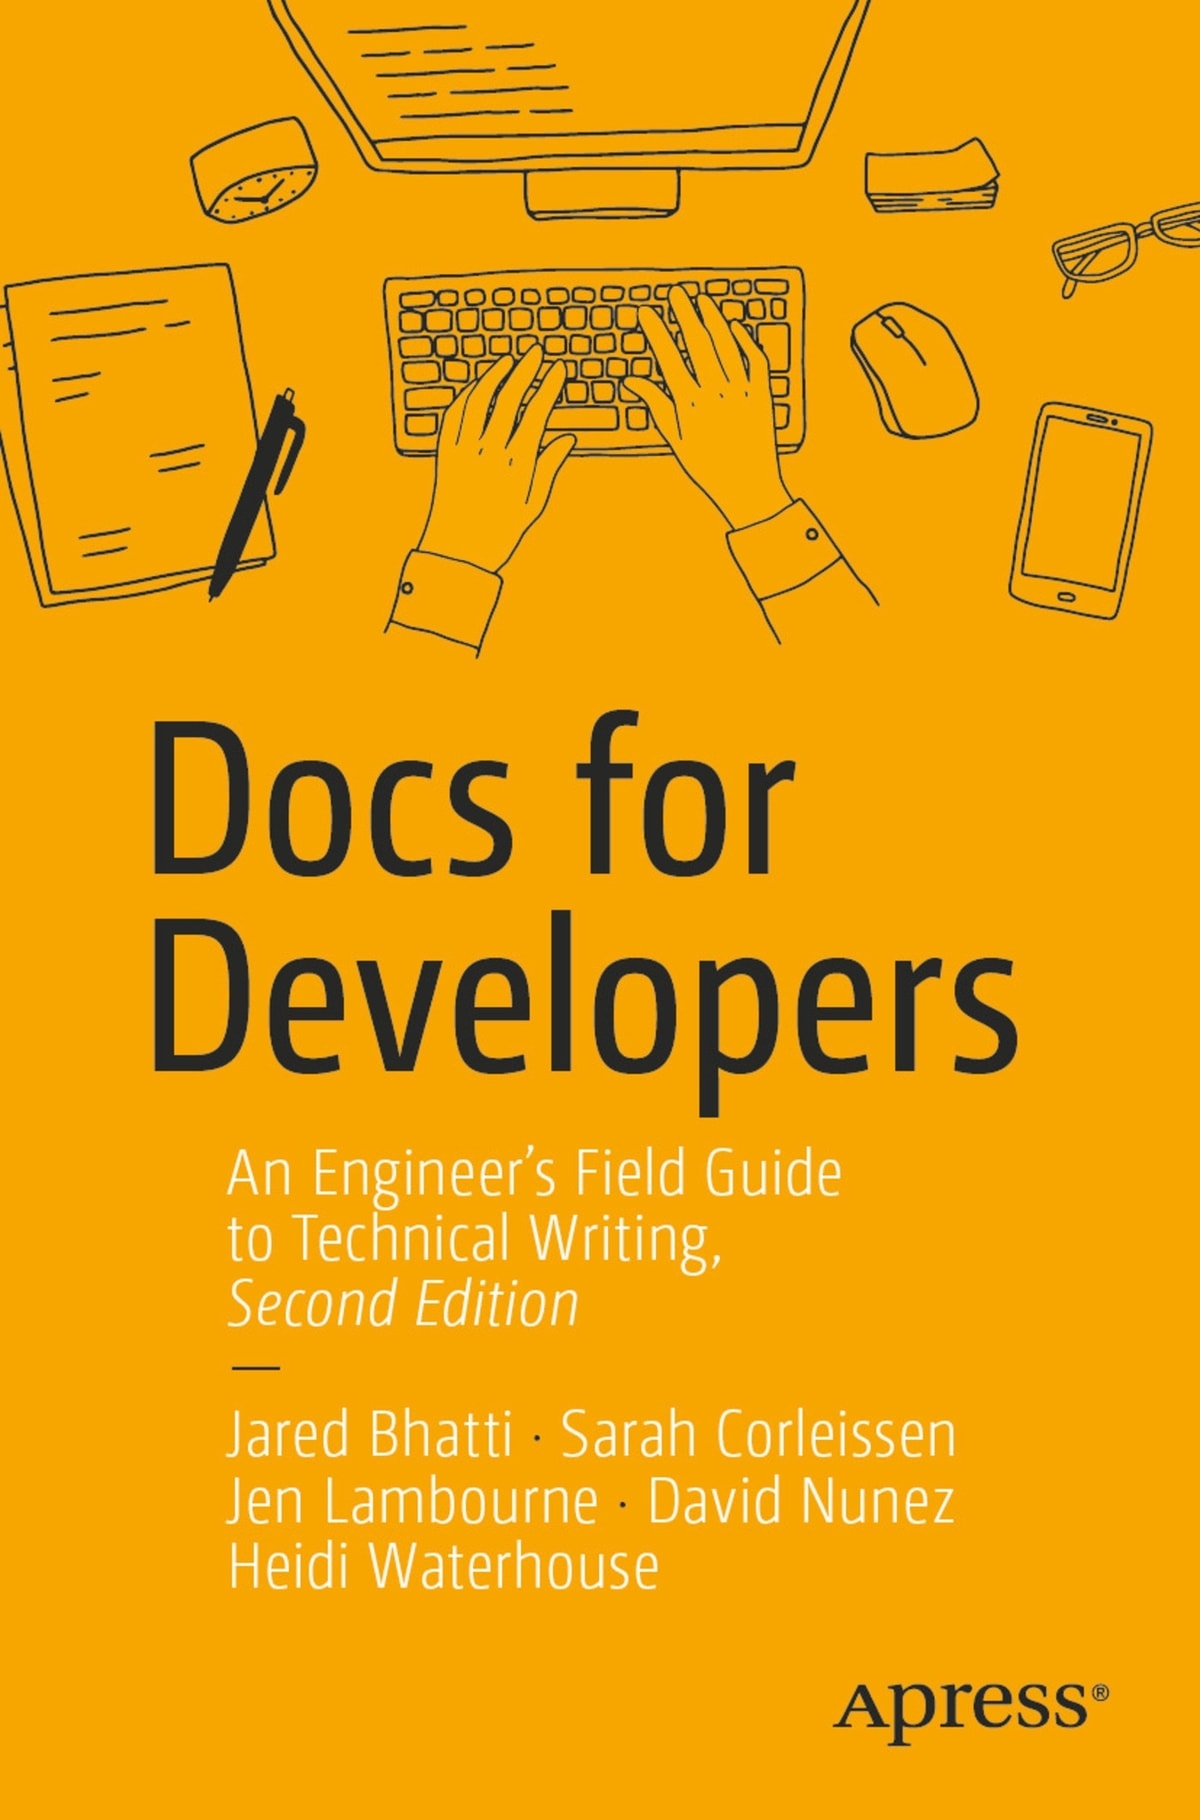 Docs for
Developers
An Engineer’s Field Guide
to Technical Writing,
Second Edition
—
Jared Bhatti · Sarah Corleissen
Jen Lambourne · David Nunez
Heidi Waterhouse
Apress®